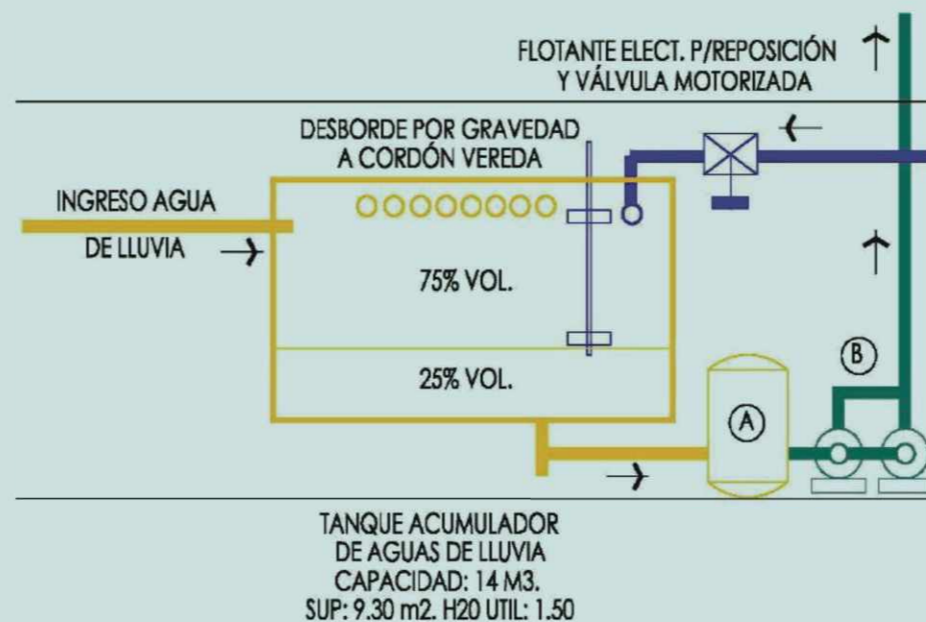 FLOTANTE ELECT. P/REPOSICIÓN
Y VÁLVULA MOTORIZADA
DESBORDE POR GRAVEDAD
A CORDÓN VEREDA
INGRESO AGUA
DE LLUVIA
75% VOL.
25% VOL.
A
B
TANQUE ACUMULADOR
DE AGUAS DE LLUVIA
CAPACIDAD: 14 M3.
SUP: 9.30 m2. H20 UTIL: 1.50